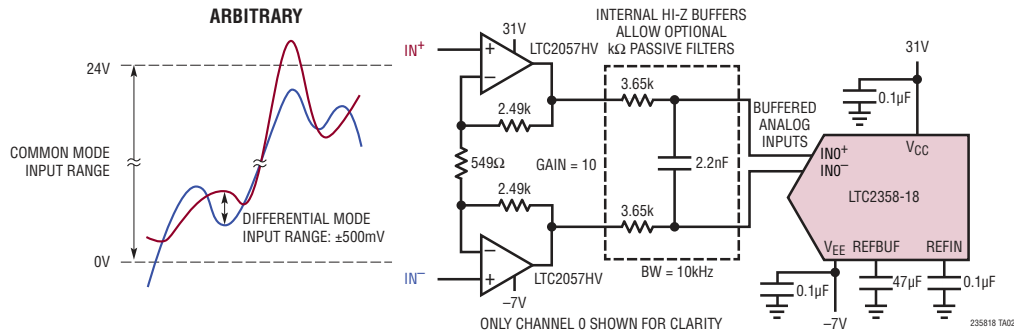 ARBITRARY
24V
COMMON MODE
INPUT RANGE
DIFFERENTIAL MODE
INPUT RANGE: ±500mV
0V
IN+
31V
LTC2057HV
2.49k
549Ω
GAIN = 10
2.49k
IN–
LTC2057HV
–7V
INTERNAL HI-Z BUFFERS
ALLOW OPTIONAL
kΩ PASSIVE FILTERS
3.65k
2.2nF
3.65k
BW = 10kHz
ONLY CHANNEL 0 SHOWN FOR CLARITY
BUFFERED
ANALOG
INPUTS
31V
0.1µF
VCC
IN0+
IN0–
LTC2358-18
VEE
REFBUF
REFIN
0.1µF
47µF
0.1µF
–7V
235818 TA02